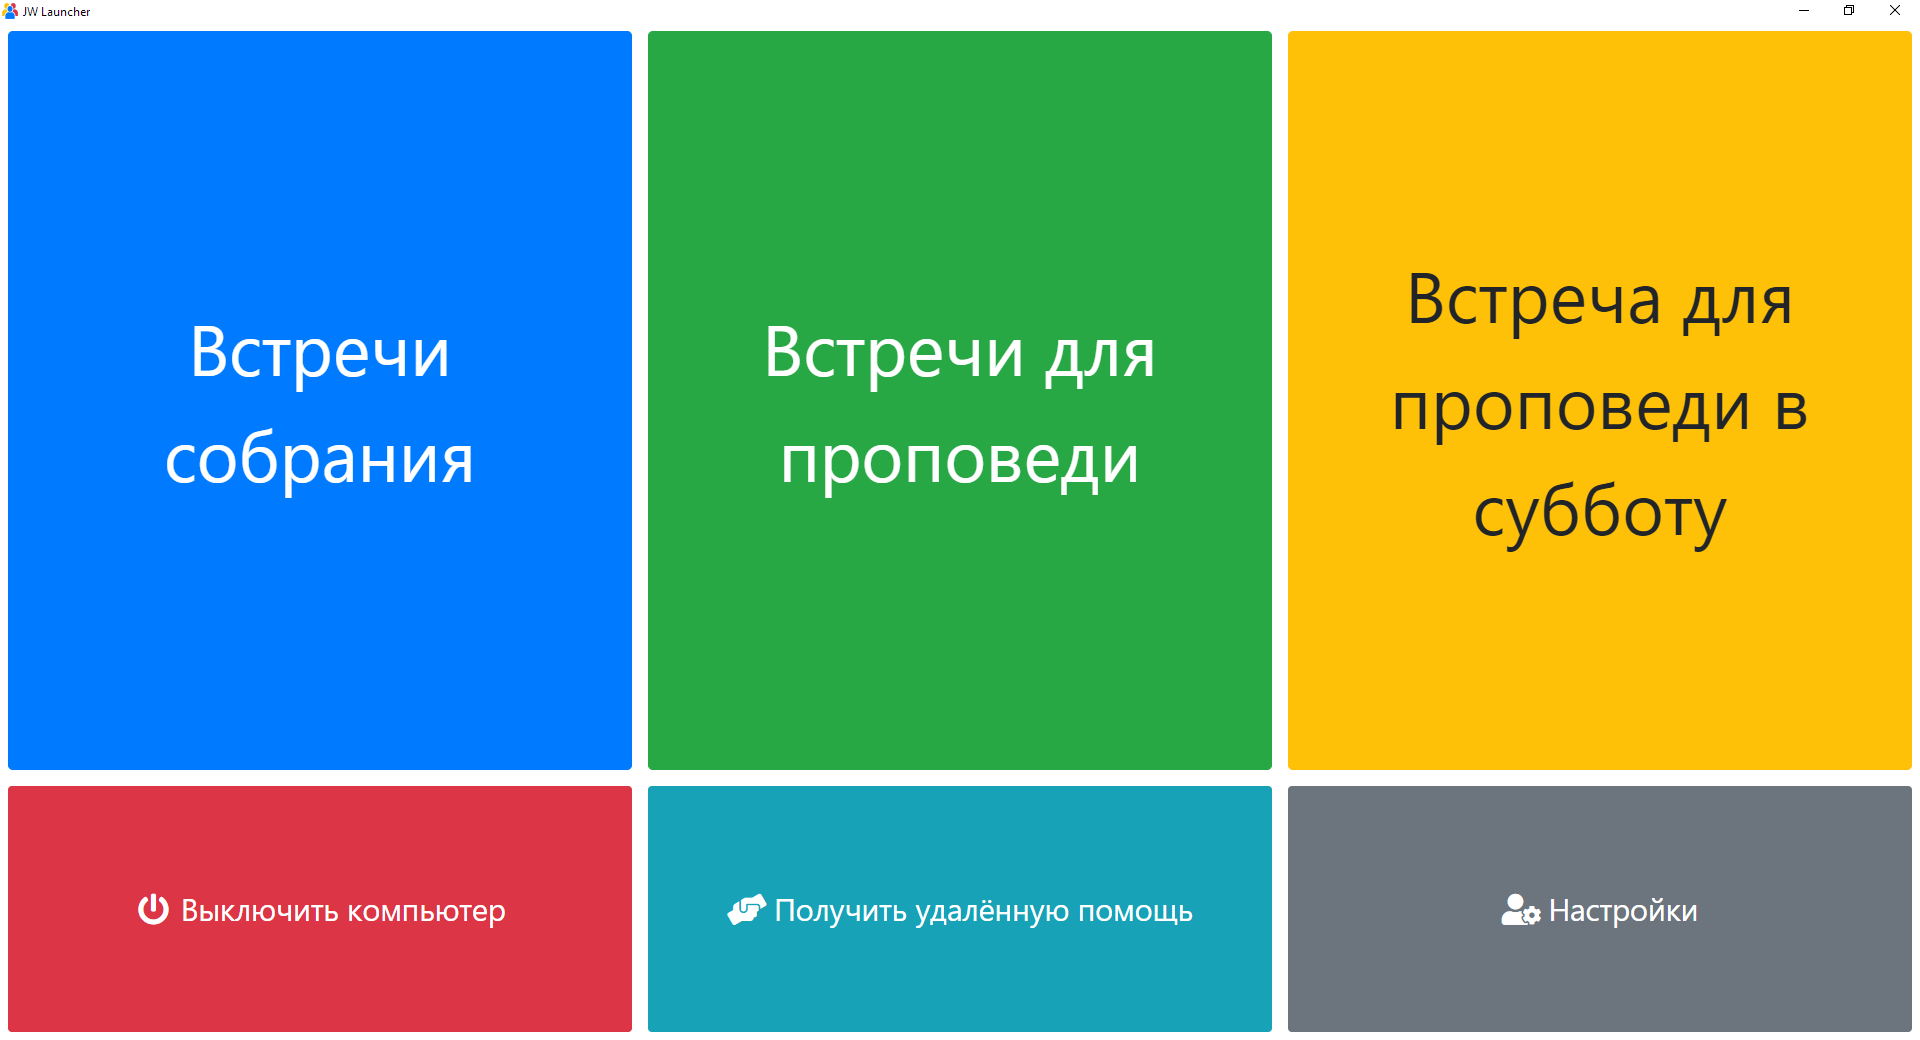 JW Launcher
Встречи
собрания
Встречи для
проповеди
Встреча для
проповеди в
субботу
Выключить компьютер
Получить удалённую помощь
Настройки